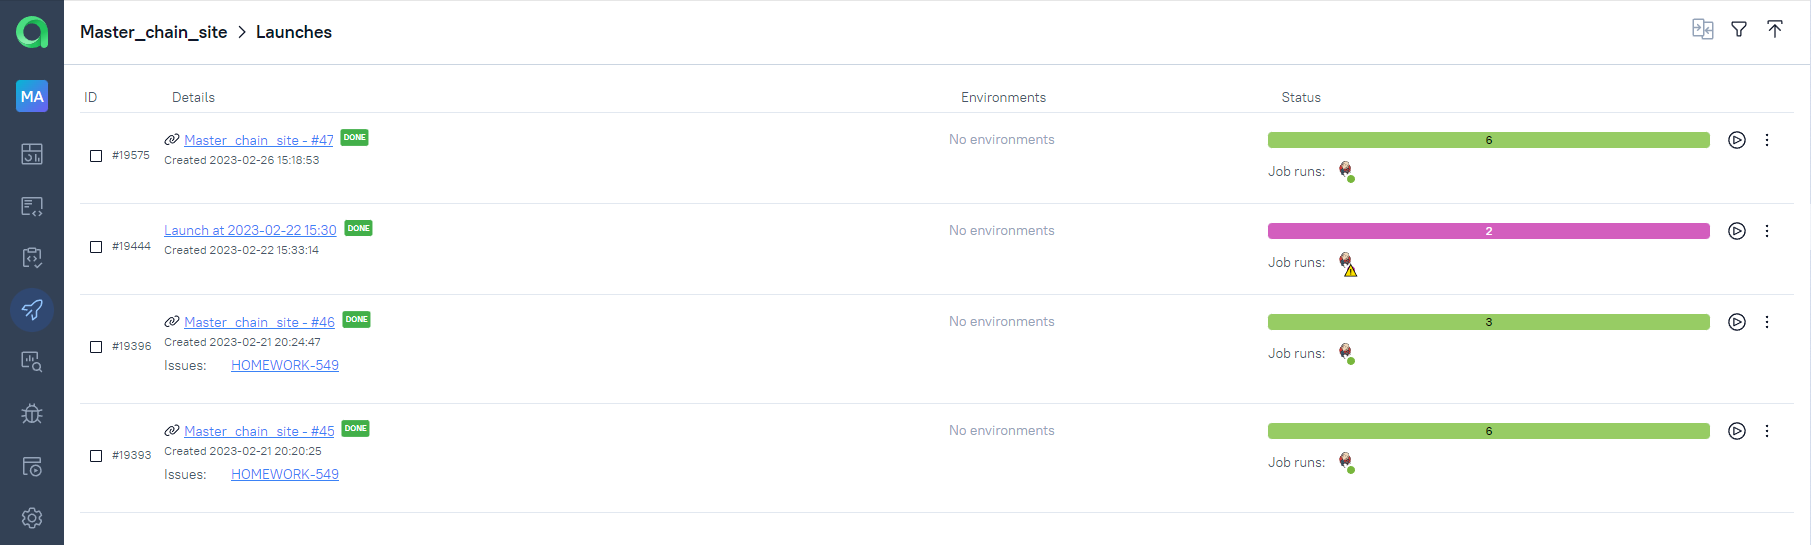 Master_chain_site > Launches
MA
ID Details Environments Status
#19575 Master_chain_site - #47 DONE No environments 6
Created 2023-02-26 15:18:53
Job runs:
#19444 Launch at 2023-02-22 15:30 DONE No environments 2
Created 2023-02-22 15:33:14
Job runs:
#19396 Master_chain_site - #46 DONE No environments 3
Created 2023-02-21 20:24:47
Job runs:
Issues: HOMEWORK-549
#19393 Master_chain_site - #45 DONE No environments 6
Created 2023-02-21 20:20:25
Job runs:
Issues: HOMEWORK-549